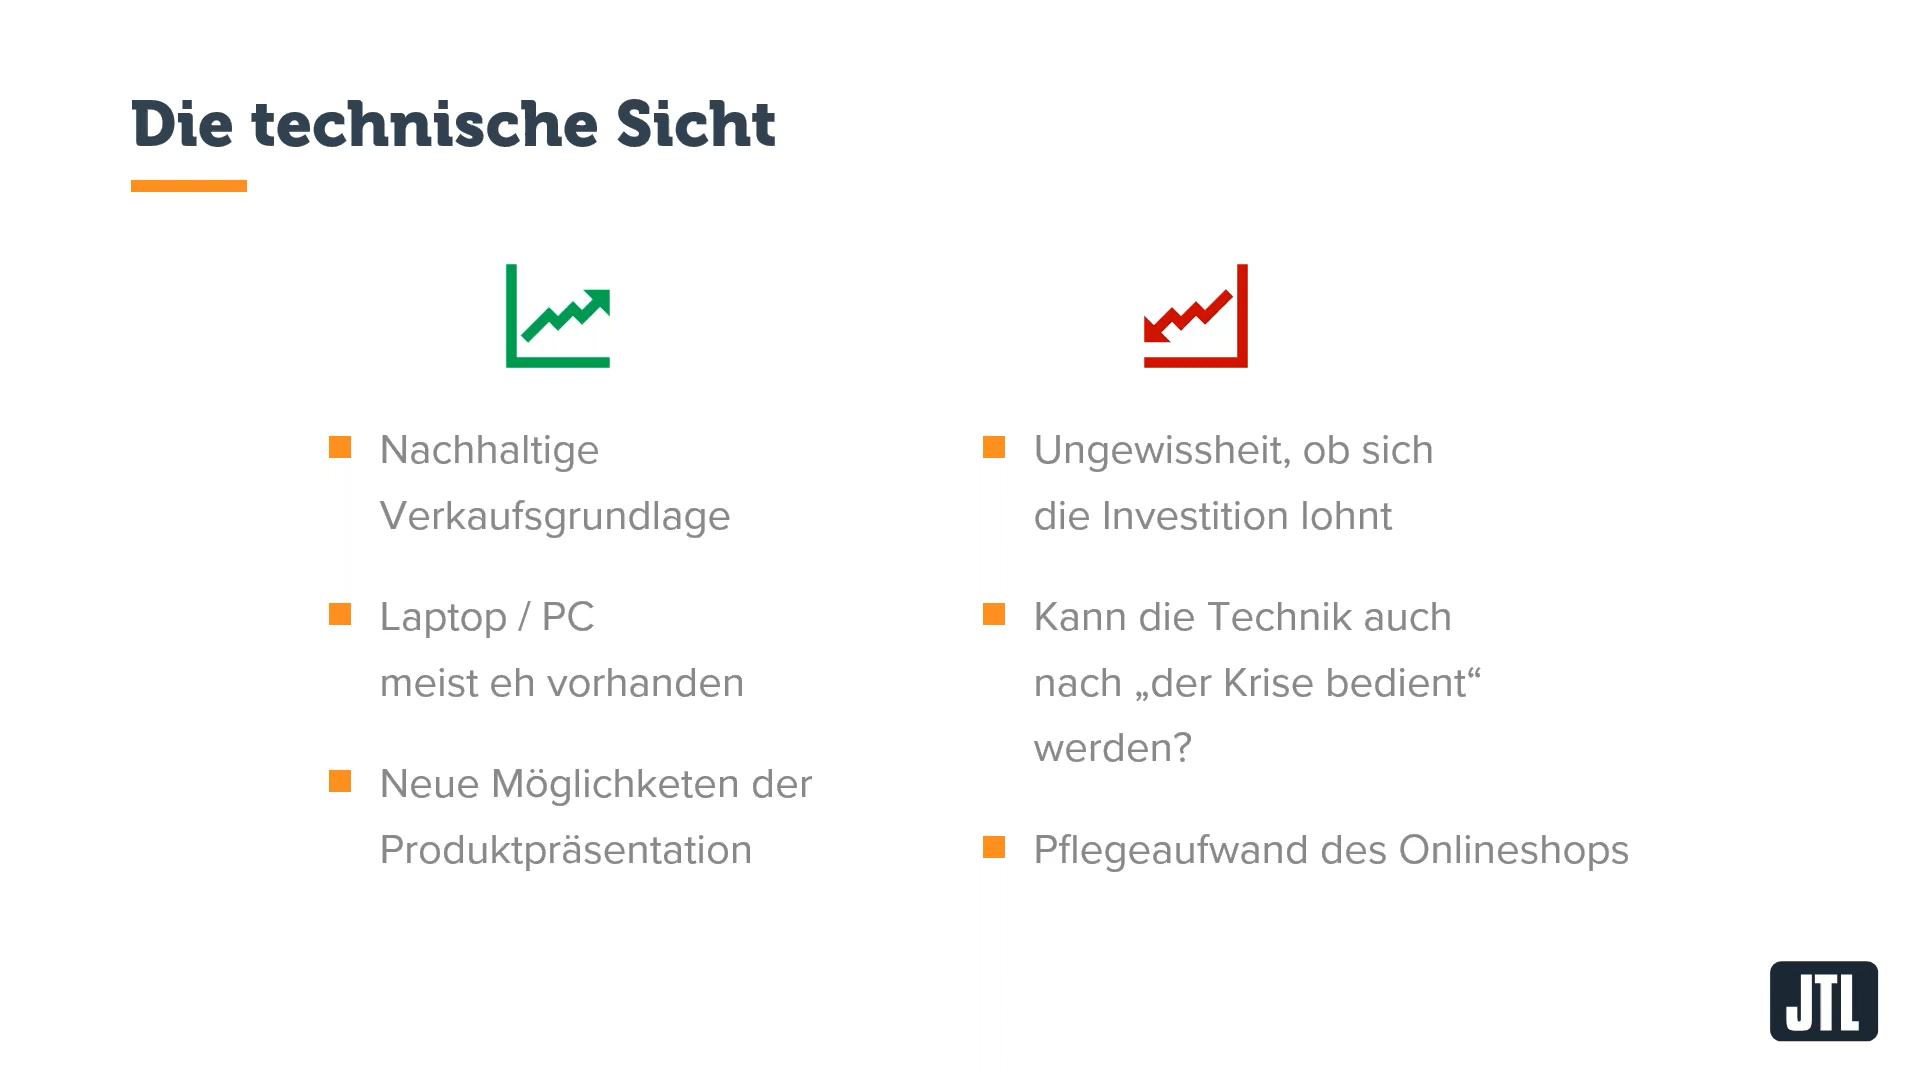 Die technische Sicht
Nachhaltige
Verkaufsgrundlage
Laptop / PC
meist eh vorhanden
Neue Möglichketen der
Produktpräsentation
Ungewissheit, ob sich
die Investition lohnt
Kann die Technik auch
nach „der Krise bedient“
werden?
Pflegeaufwand des Onlineshops
JTL